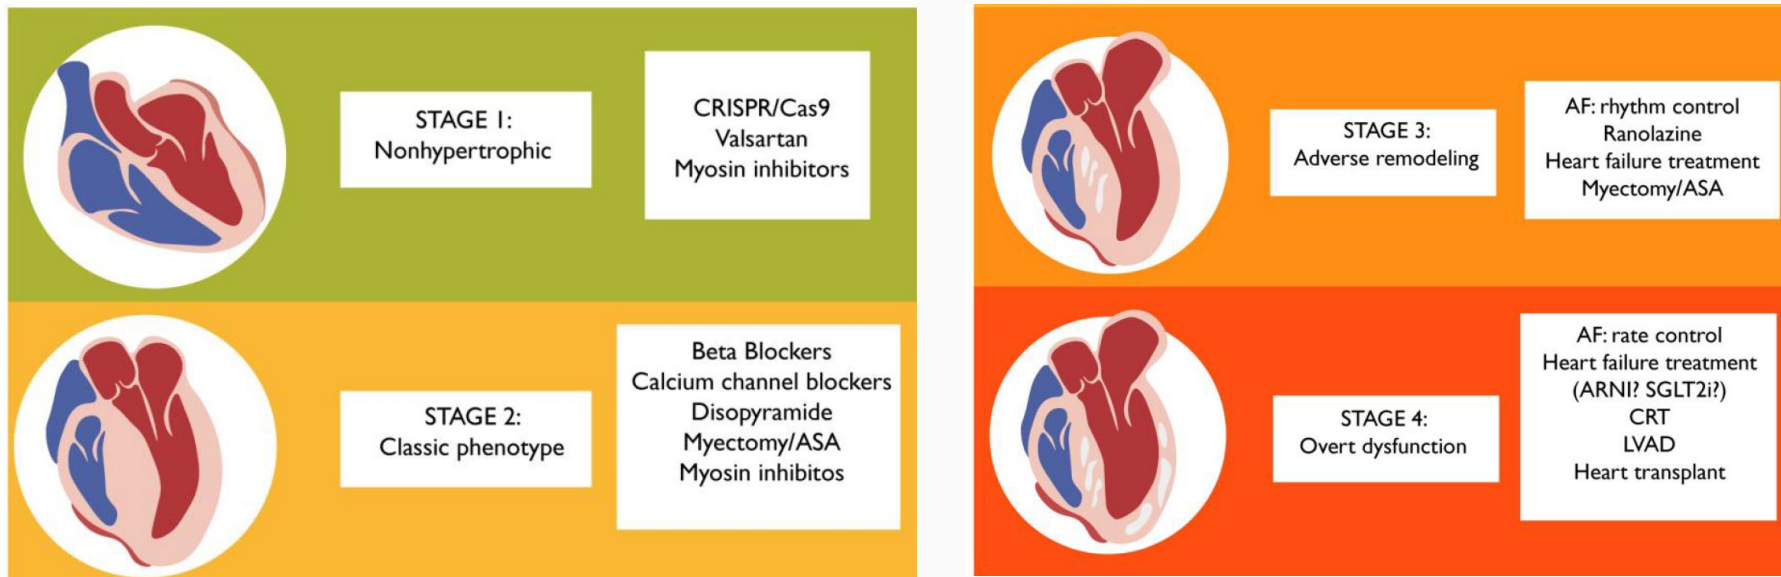 STAGE 1:
Nonhypertrophic
CRISPR/Cas9
Valsartan
Myosin inhibitors
STAGE 2:
Classic phenotype
Beta Blockers
Calcium channel blockers
Disopyramide
Myectomy/ASA
Myosin inhibitos
STAGE 3:
Adverse remodeling
AF: rhythm control
Ranolazine
Heart failure treatment
Myectomy/ASA
STAGE 4:
Overt dysfunction
AF: rate control
Heart failure treatment
(ARNI? SGLT2i?)
CRT
LVAD
Heart transplant